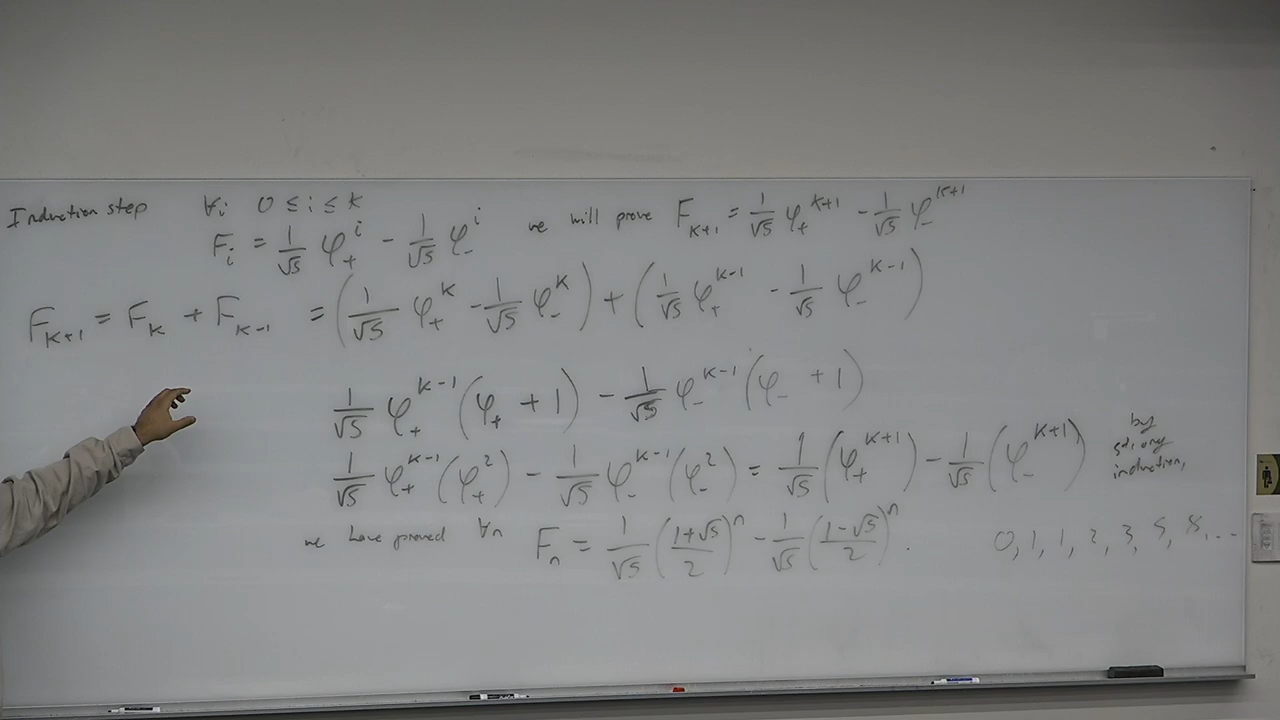 Induction step ∀i 0 ≤ i ≤ k
F_i = 1/√5 φ_+^i - 1/√5 φ_-^i we will prove F_{k+1} = 1/√5 φ_+^{k+1} - 1/√5 φ_-^{k+1}
F_{k+1} = F_k + F_{k-1} = (1/√5 φ_+^k - 1/√5 φ_-^k) + (1/√5 φ_+^{k-1} - 1/√5 φ_-^{k-1})
1/√5 φ_+^{k-1} (φ_+ + 1) - 1/√5 φ_-^{k-1} (φ_- + 1)
1/√5 φ_+^{k-1} (φ_+^2) - 1/√5 φ_-^{k-1} (φ_-^2) = 1/√5 (φ_+^{k+1}) - 1/√5 (φ_-^{k+1})
by
induction,
we have proved ∀n F_n = 1/√5 ((1+√5)/2)^n - 1/√5 ((1-√5)/2)^n.
0, 1, 1, 2, 3, 5, 8, ...